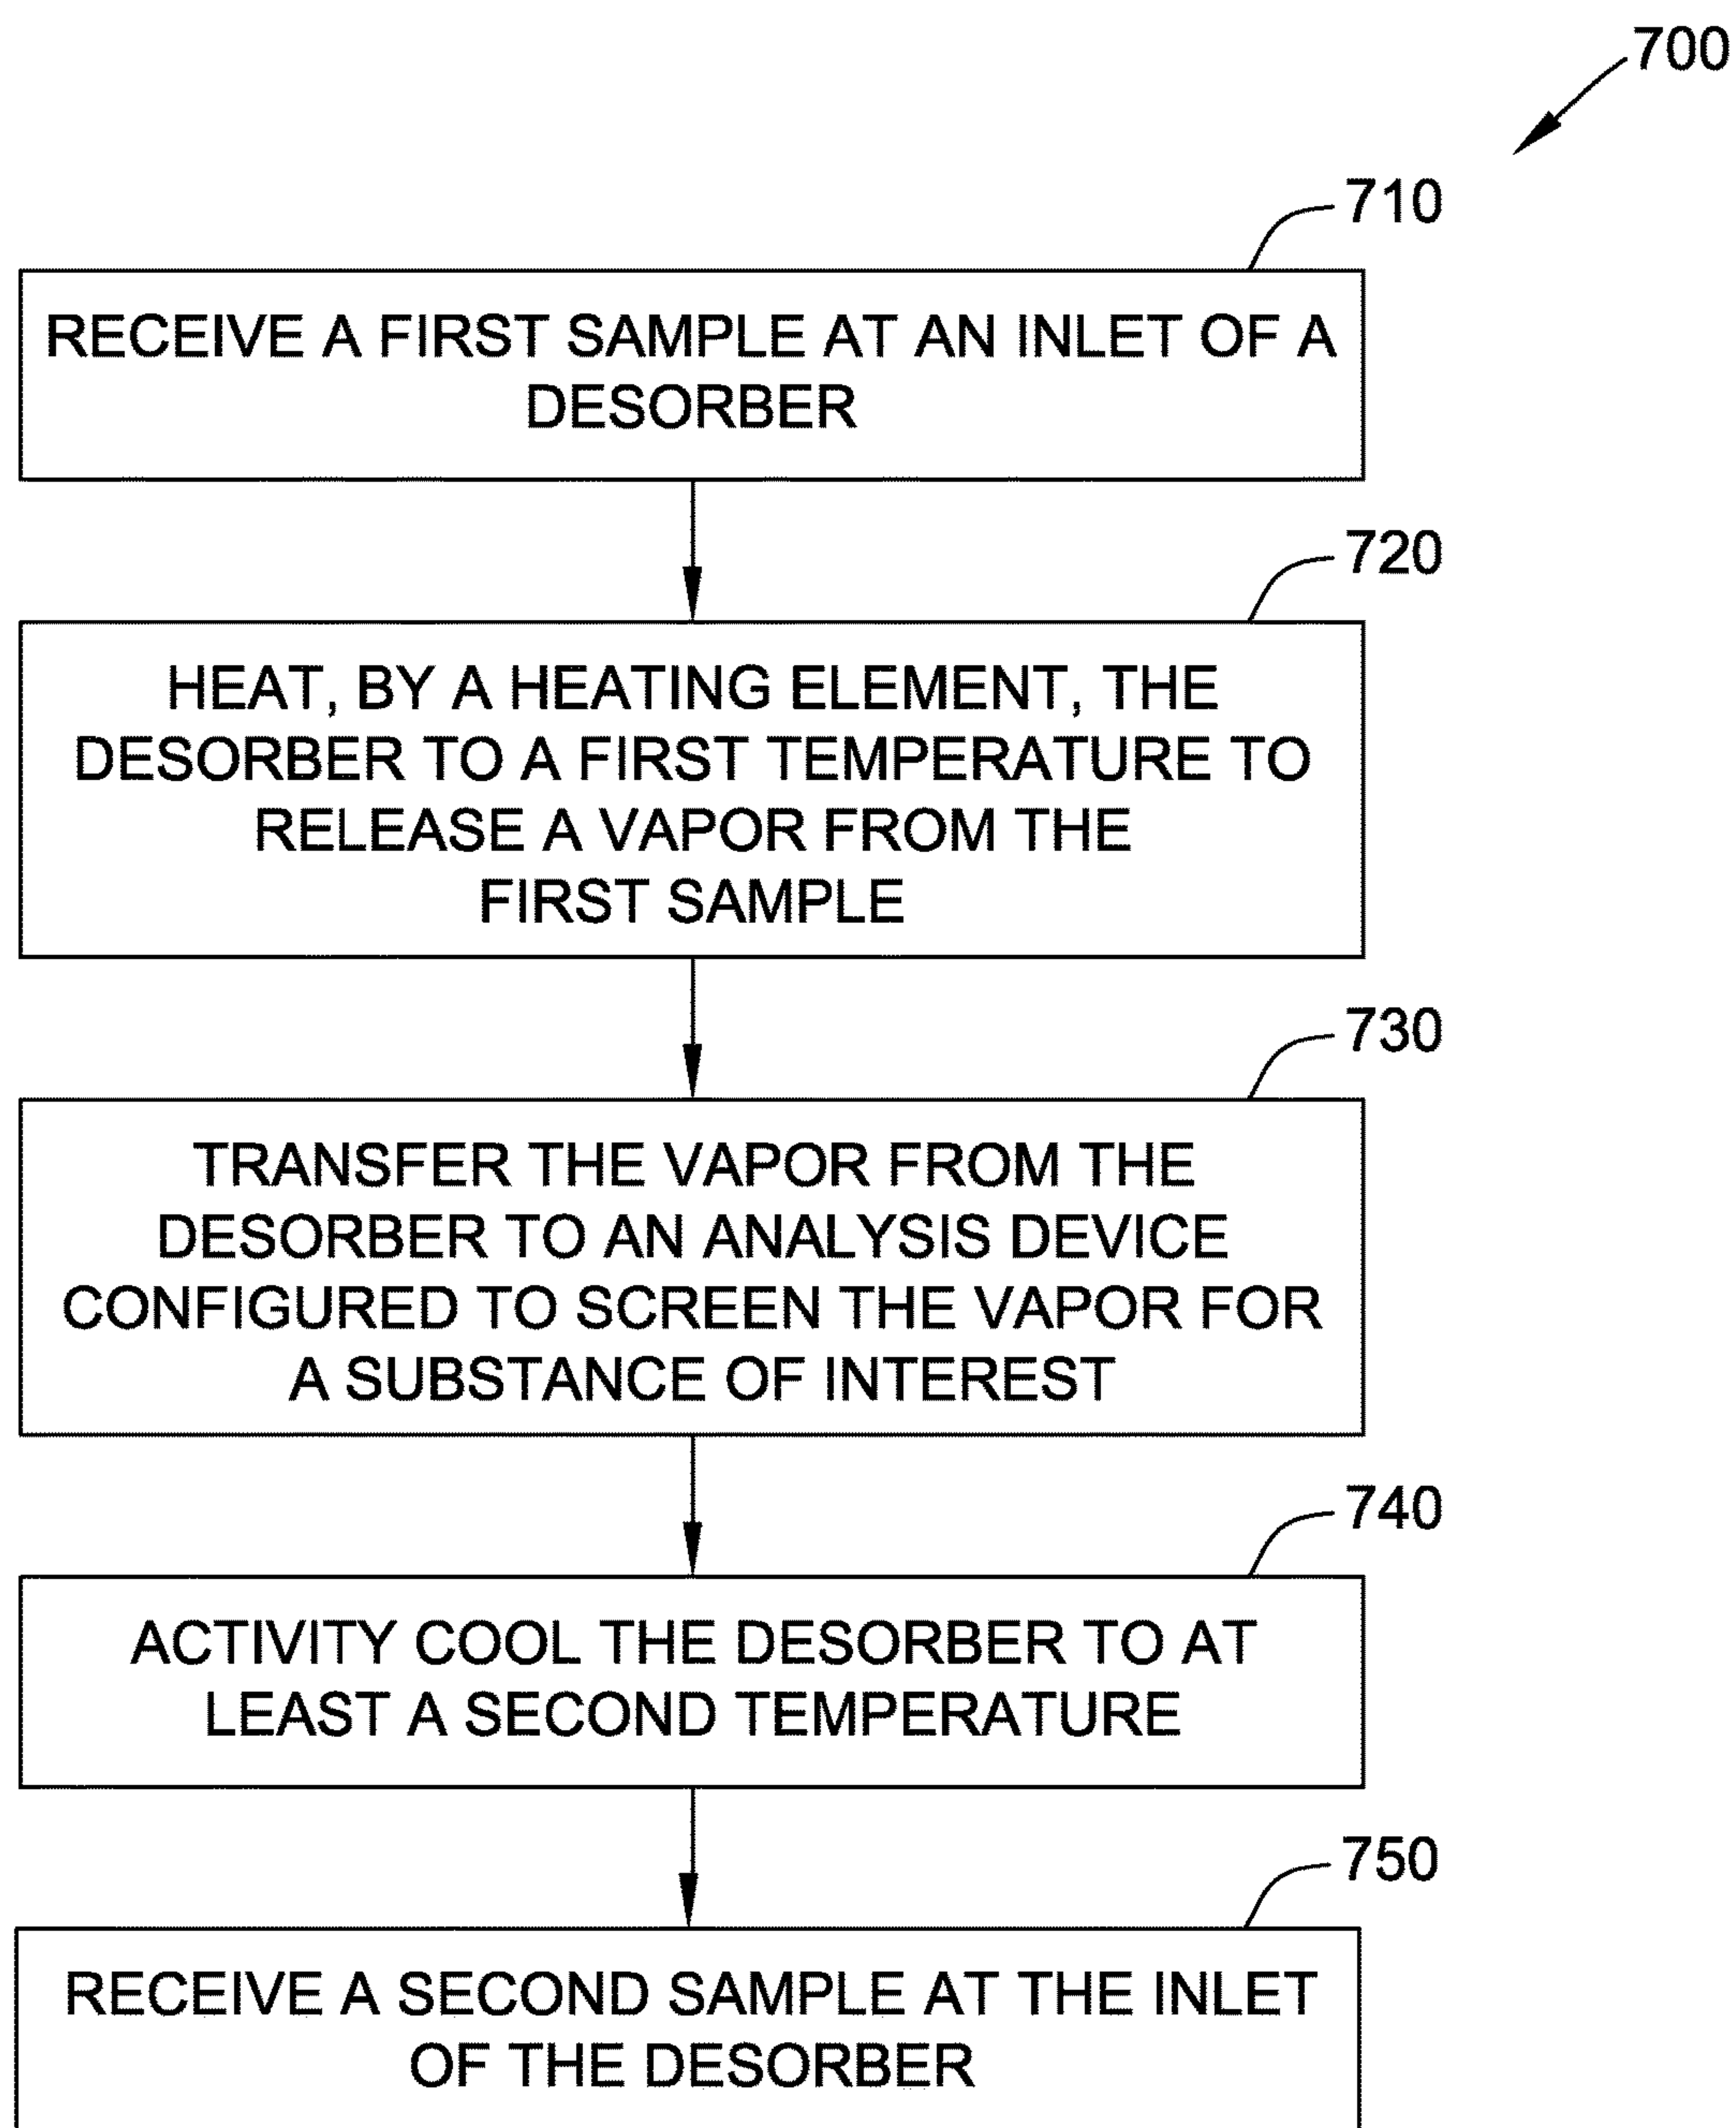 700
710
RECEIVE A FIRST SAMPLE AT AN INLET OF A
DESORBER
720
HEAT, BY A HEATING ELEMENT, THE
DESORBER TO A FIRST TEMPERATURE TO
RELEASE A VAPOR FROM THE
FIRST SAMPLE
730
TRANSFER THE VAPOR FROM THE
DESORBER TO AN ANALYSIS DEVICE
CONFIGURED TO SCREEN THE VAPOR FOR
A SUBSTANCE OF INTEREST
740
ACTIVITY COOL THE DESORBER TO AT
LEAST A SECOND TEMPERATURE
750
RECEIVE A SECOND SAMPLE AT THE INLET
OF THE DESORBER